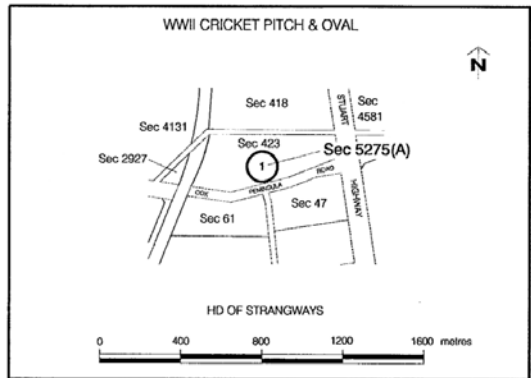 WWII CRICKET PITCH & OVAL
N
Sec 418
STUART
Sec
4581
Sec 4131
Sec 423
Sec 5275(A)
Sec 2927
1
COX
PENINSULA
ROAD
HIGHWAY
Sec 61
Sec 47
HD OF STRANGWAYS
0 400 800 1200 1600 metres